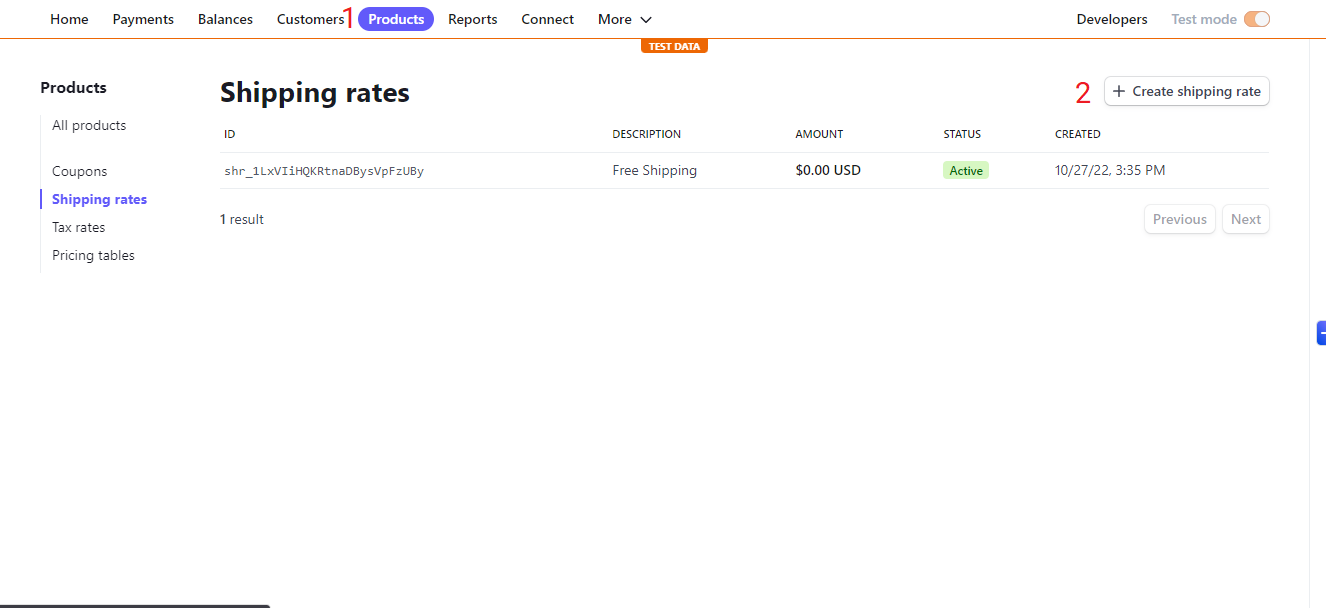 Home Payments Balances Customers 1 Products Reports Connect More Developers Test mode
TEST DATA
Products
All products
Coupons
Shipping rates
Tax rates
Pricing tables
Shipping rates 2 + Create shipping rate
ID DESCRIPTION AMOUNT STATUS CREATED
shr_1LxVIiHQKRtnaDBysVpFzUBy Free Shipping $0.00 USD Active 10/27/22, 3:35 PM
1 result Previous Next